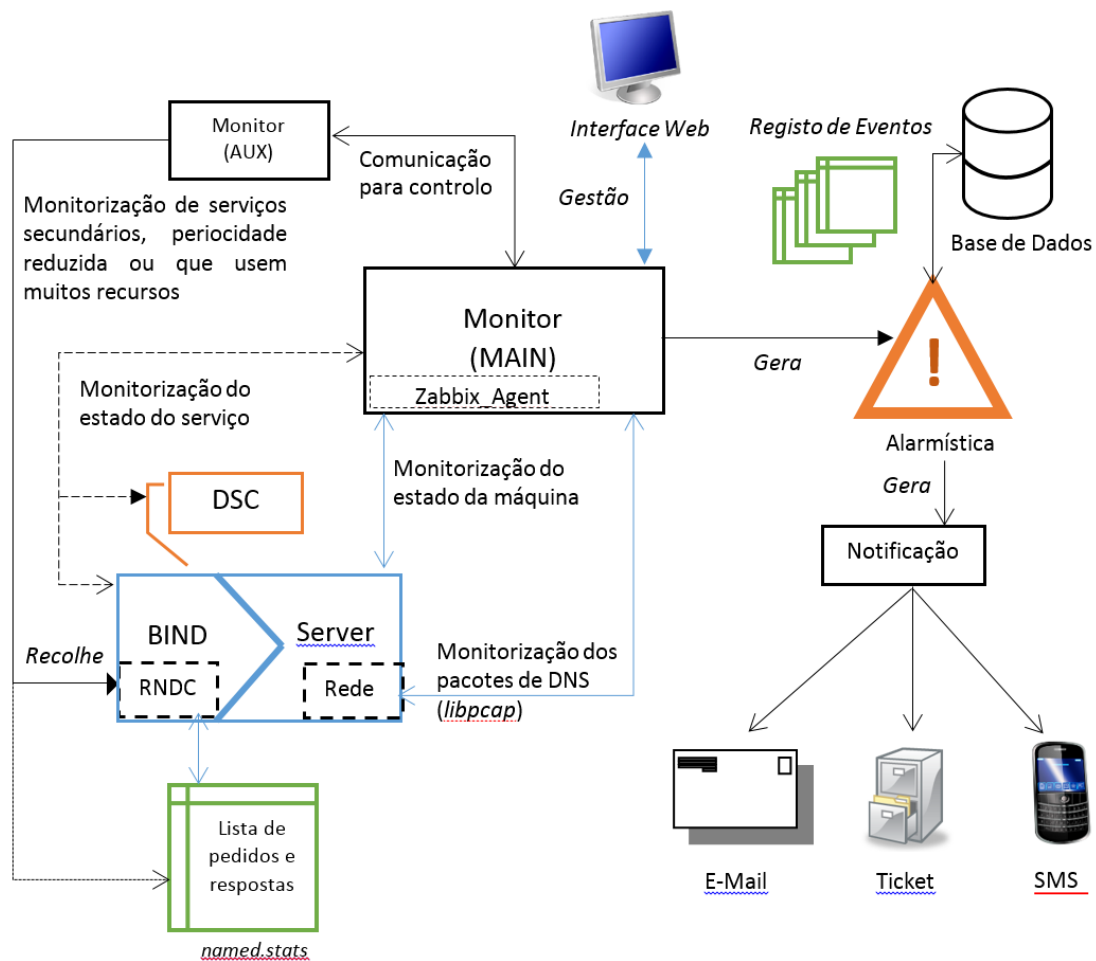 Interface Web
Registo de Eventos
Base de Dados
Monitor
(AUX)
Comunicação
para controlo
Gestão
Monitorização de serviços
secundários, periocidade
reduzida ou que usem
muitos recursos
Monitor
(MAIN)
Zabbix_Agent
Gera
Alarmística
Gera
Notificação
Monitorização do
estado do serviço
Monitorização do
estado da máquina
DSC
BIND
Server
Recolhe
RNDC
Rede
Monitorização dos
pacotes de DNS
(libpcap)
Lista de
pedidos e
respostas
named.stats
E-Mail
Ticket
SMS